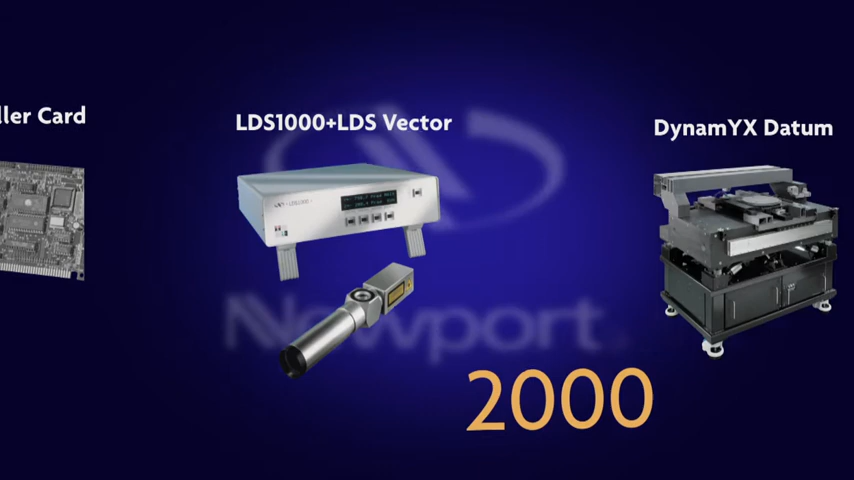 ller Card
LDS1000+LDS Vector
DynamYX Datum
Newport
2000